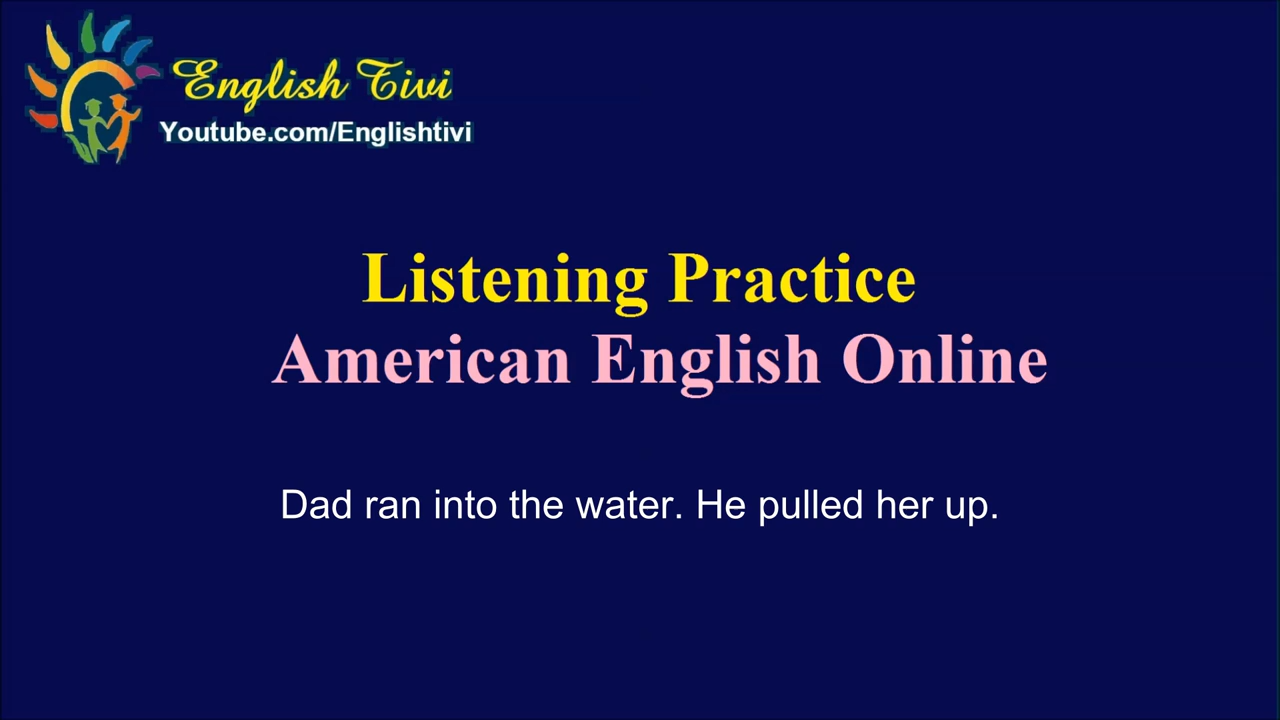 English Tivi
Youtube.com/Englishtivi
Listening Practice
American English Online
Dad ran into the water. He pulled her up.